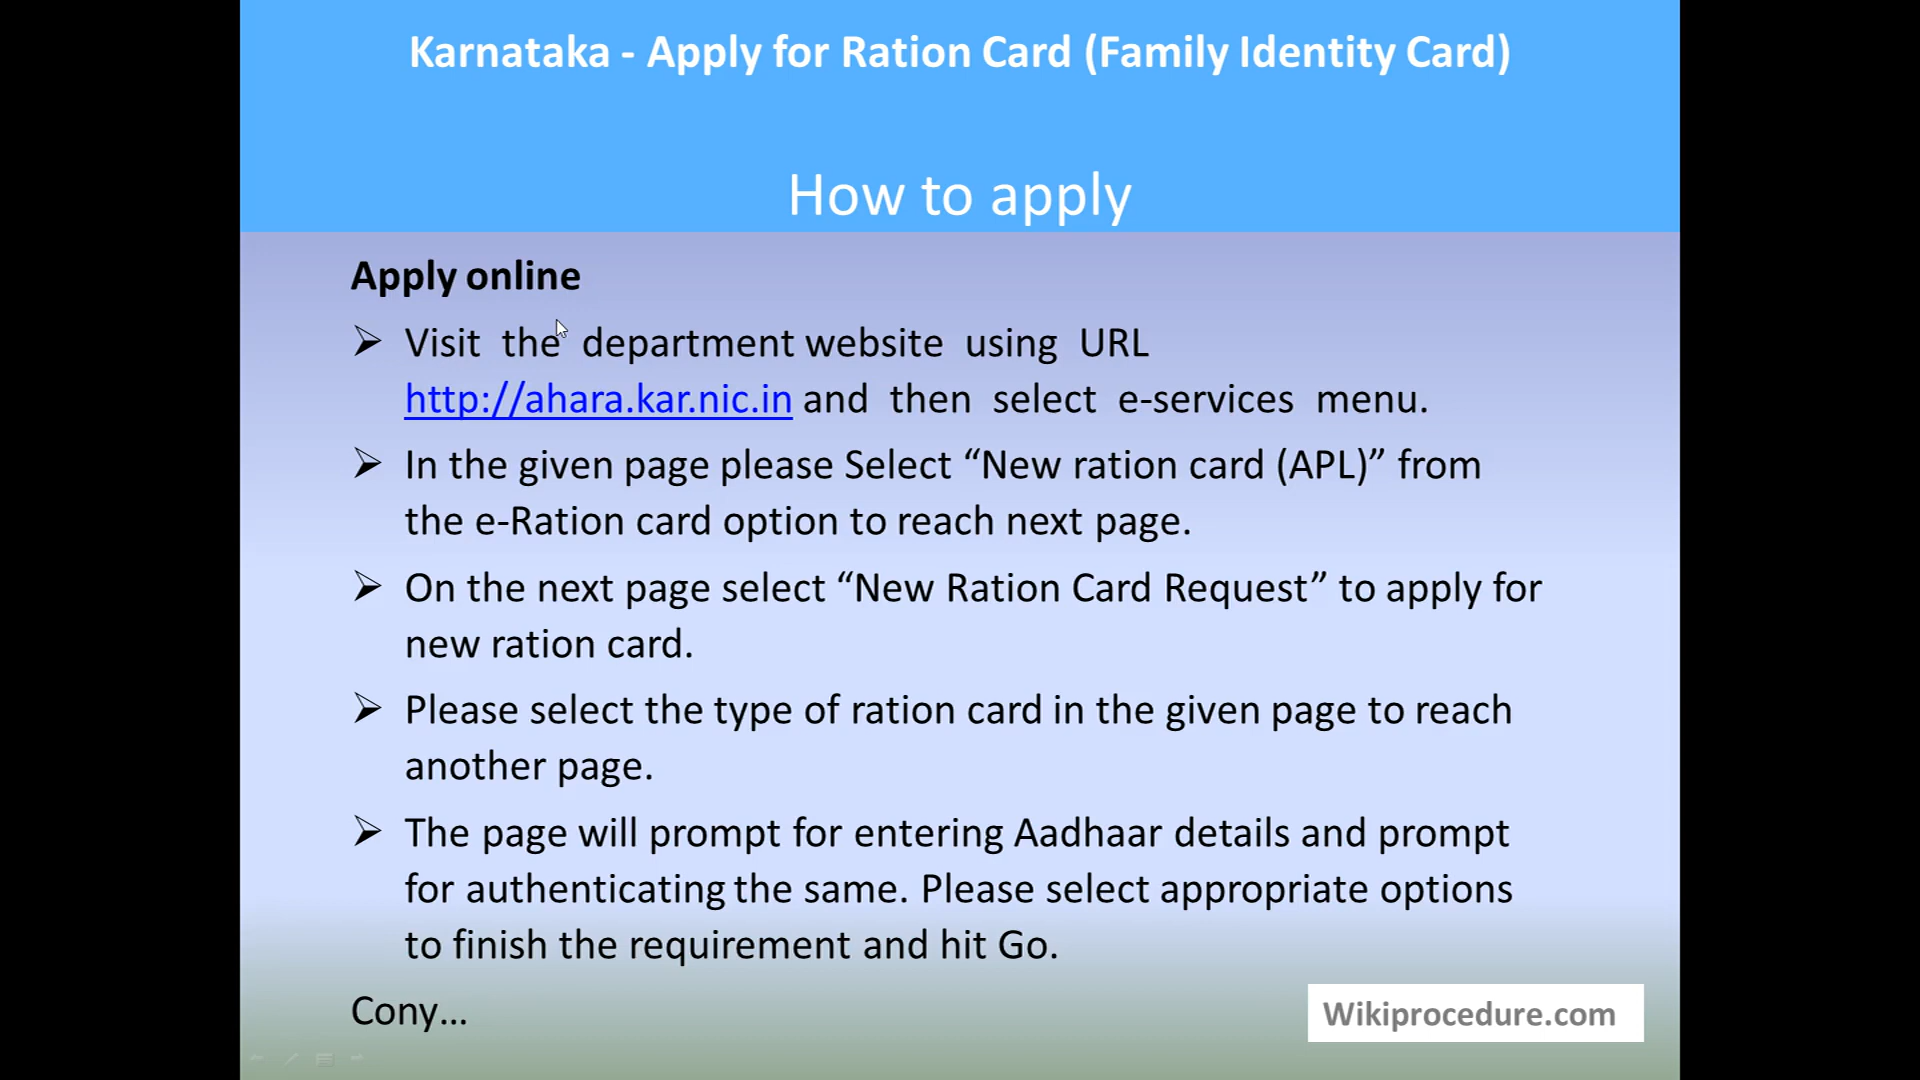 Karnataka - Apply for Ration Card (Family Identity Card)
How to apply
Apply online
➢ Visit the department website using URL
http://ahara.kar.nic.in and then select e-services menu.
➢ In the given page please Select “New ration card (APL)” from
the e-Ration card option to reach next page.
➢ On the next page select “New Ration Card Request” to apply for
new ration card.
➢ Please select the type of ration card in the given page to reach
another page.
➢ The page will prompt for entering Aadhaar details and prompt
for authenticating the same. Please select appropriate options
to finish the requirement and hit Go.
Cony…
Wikiprocedure.com